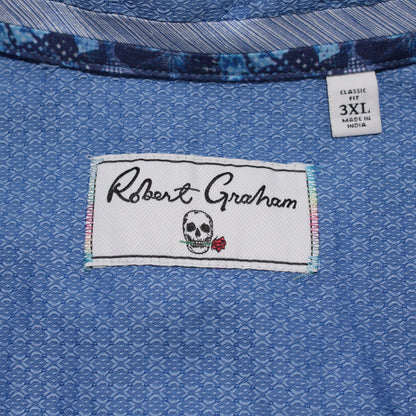 CLASSIC
FIT
3XL
MADE IN
INDIA
Robert Graham